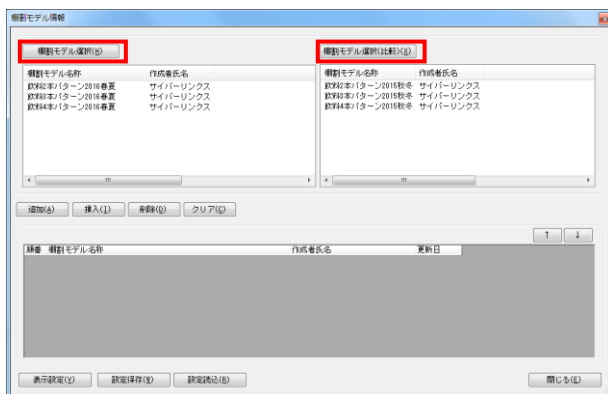 棚割モデル情報
棚割モデル選択(H)
棚割モデル選択(比較)(X)
棚割モデル名称 作成者氏名
飲料2本パターン2016春夏 サイバーリンクス
飲料3本パターン2016春夏 サイバーリンクス
飲料4本パターン2016春夏 サイバーリンクス
棚割モデル名称 作成者氏名
飲料2本パターン2015秋冬 サイバーリンクス
飲料3本パターン2015秋冬 サイバーリンクス
飲料4本パターン2015秋冬 サイバーリンクス
追加(A) 挿入(I) 削除(D) クリア(C)
↑ ↓
順番 棚割モデル名称 作成者氏名 更新日
表示設定(V) 設定保存(W) 設定読込(R) 閉じる(E)